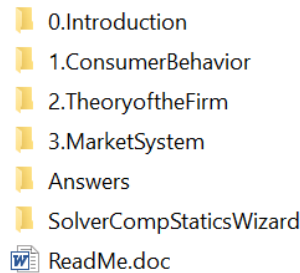 0.Introduction
1.ConsumerBehavior
2.TheoryoftheFirm
3.MarketSystem
Answers
SolverCompStaticsWizard
ReadMe.doc